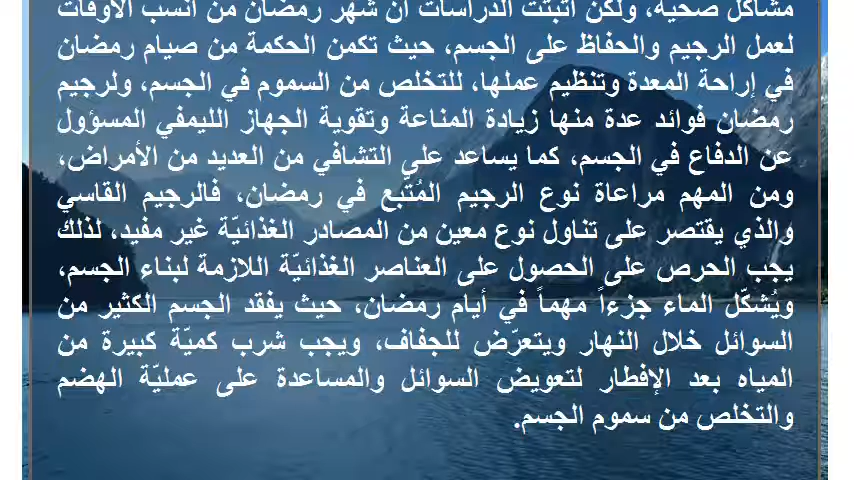 مشاكل صحية، ولكن أثبتت الدراسات أن شهر رمضان من أنسب الأوقات
لعمل الرجيم والحفاظ على الجسم، حيث تكمن الحكمة من صيام رمضان
في إراحة المعدة وتنظيم عملها، للتخلص من السموم في الجسم، ولرجيم
رمضان فوائد عدة منها زيادة المناعة وتقوية الجهاز الليمفي المسؤول
عن الدفاع في الجسم، كما يساعد على التشافي من العديد من الأمراض،
ومن المهم مراعاة نوع الرجيم المُتّبع في رمضان، فالرجيم القاسي
والذي يقتصر على تناول نوع معين من المصادر الغذائيّة غير مفيد، لذلك
يجب الحرص على الحصول على العناصر الغذائيّة اللازمة لبناء الجسم،
ويُشكّل الماء جزءاً مهماً في أيام رمضان، حيث يفقد الجسم الكثير من
السوائل خلال النهار ويتعرّض للجفاف، ويجب شرب كميّة كبيرة من
المياه بعد الإفطار لتعويض السوائل والمساعدة على عمليّة الهضم
والتخلص من سموم الجسم.